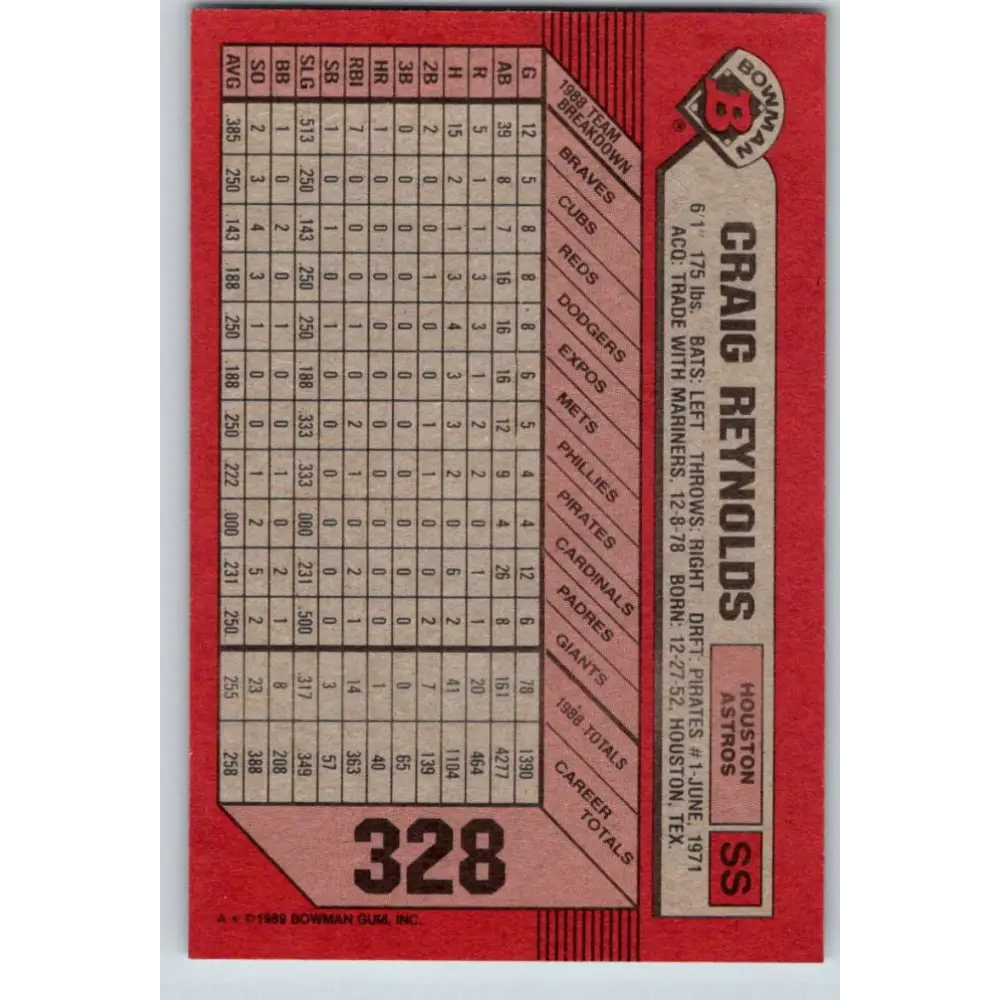 BOWMAN
B
®
CRAIG REYNOLDS
HOUSTON
ASTROS
SS
6'1" 175 lbs. BATS: LEFT THROWS: RIGHT DRFT: PIRATES #1-JUNE, 1971
ACQ: TRADE WITH MARINERS, 12-8-78 BORN: 12-27-52, HOUSTON, TEX.
1988 TEAM
BREAKDOWN BRAVES CUBS REDS DODGERS EXPOS METS PHILLIES PIRATES CARDINALS PADRES GIANTS 1988 TOTALS CAREER TOTALS
G 12 5 8 8 8 6 5 4 4 12 6 78 1390
AB 39 8 7 16 16 16 12 9 4 26 8 161 4277
R 5 1 1 3 3 1 2 2 0 1 1 20 464
H 15 2 1 3 4 3 3 2 0 6 2 41 1104
2B 2 0 0 1 0 0 1 1 0 0 2 7 139
3B 0 0 0 0 0 0 0 0 0 0 0 0 65
HR 1 0 0 0 0 0 0 0 0 0 0 1 40
RBI 7 0 0 0 1 0 2 1 0 2 1 14 363
SB 1 0 1 0 1 0 0 0 0 0 0 3 57
SLG .513 .250 .143 .250 .250 .188 .333 .333 .000 .231 .500 .317 .349
BB 1 0 2 0 1 0 0 1 0 2 1 8 208
SO 2 3 4 3 1 0 0 1 2 5 2 23 388
AVG .385 .250 .143 .188 .250 .188 .250 .222 .000 .231 .250 .255 .258
328
A * ©1989 BOWMAN GUM, INC.